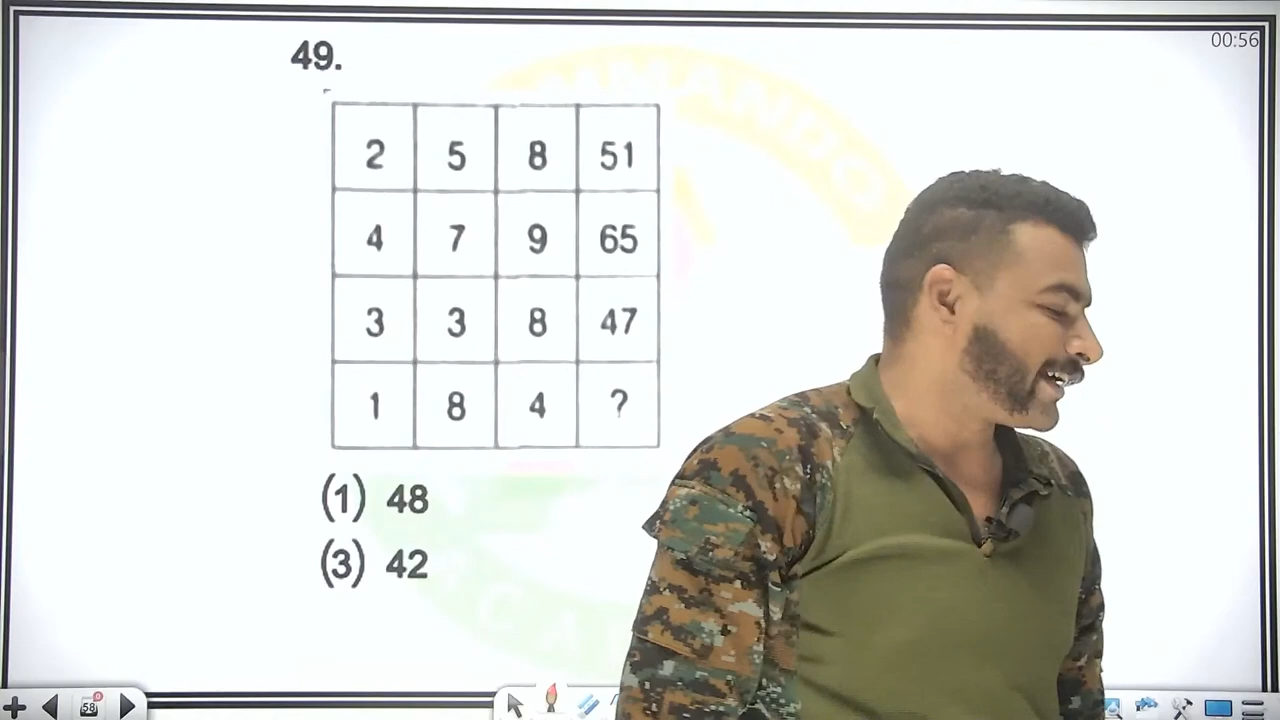 00:56
49.
2 5 8 51
4 7 9 65
3 3 8 47
1 8 4 ?
(1) 48
(3) 42
58